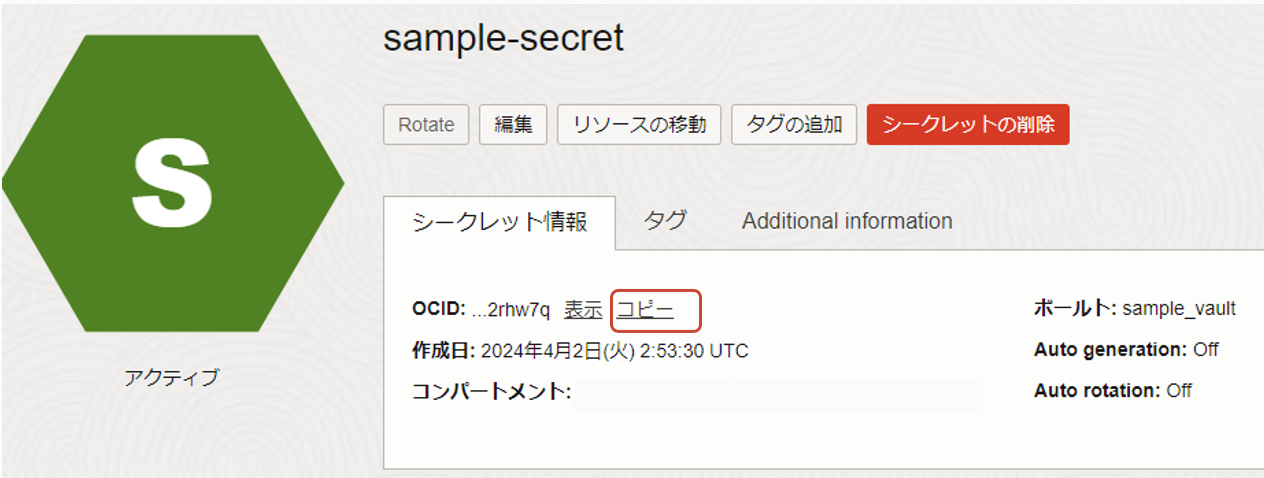 sample-secret
S
Rotate 編集 リソースの移動 タグの追加 シークレットの削除
シークレット情報 タグ Additional information
OCID: ...2rhw7q 表示 コピー ボールト: sample_vault
作成日: 2024年4月2日(火) 2:53:30 UTC Auto generation: Off
アクティブ
コンパートメント: Auto rotation: Off